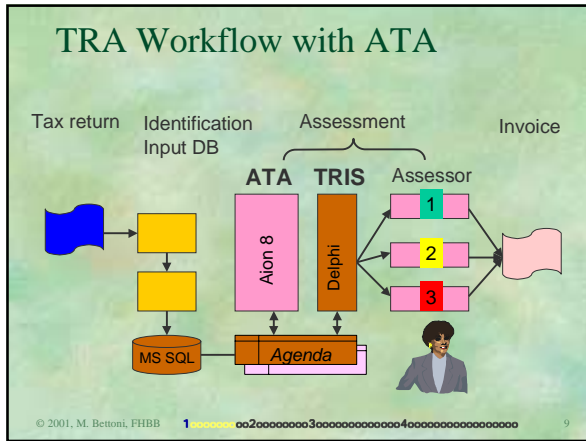 TRA Workflow with ATA
Tax return
Identification
Input DB
Assessment
Invoice
ATA
TRIS
Assessor
Aion 8
Delphi
1
2
3
MS SQL
Agenda
© 2001, M. Bettoni, FHBB
1oooooooooo2oooooooo3ooooooooooooo4oooooooooooooooo
9